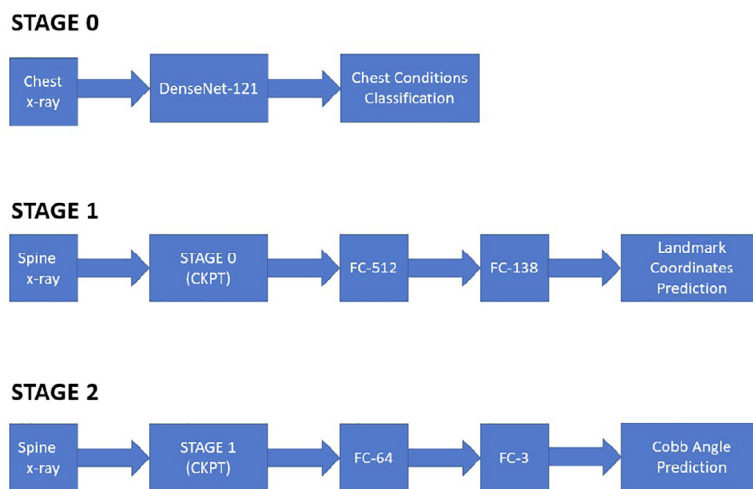 STAGE 0
Chest
x-ray
DenseNet-121
Chest Conditions
Classification
STAGE 1
Spine
x-ray
STAGE 0
(CKPT)
FC-512
FC-138
Landmark
Coordinates
Prediction
STAGE 2
Spine
x-ray
STAGE 1
(CKPT)
FC-64
FC-3
Cobb Angle
Prediction